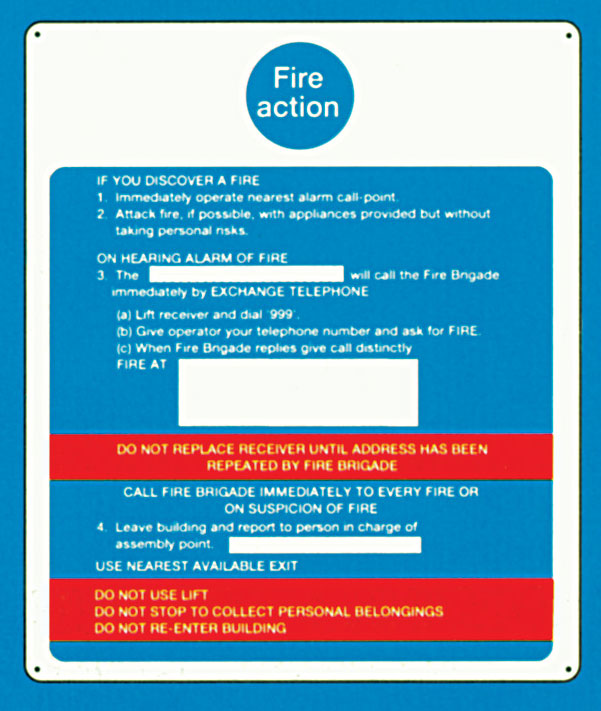 Fire
action
IF YOU DISCOVER A FIRE
1. Immediately operate nearest alarm call-point.
2. Attack fire, if possible, with appliances provided but without
taking personal risks.
ON HEARING ALARM OF FIRE
3. The will call the Fire Brigade
immediately by EXCHANGE TELEPHONE
(a) Lift receiver and dial '999'.
(b) Give operator your telephone number and ask for FIRE.
(c) When Fire Brigade replies give call distinctly
FIRE AT
DO NOT REPLACE RECEIVER UNTIL ADDRESS HAS BEEN
REPEATED BY FIRE BRIGADE
CALL FIRE BRIGADE IMMEDIATELY TO EVERY FIRE OR
ON SUSPICION OF FIRE
4. Leave building and report to person in charge of
assembly point.
USE NEAREST AVAILABLE EXIT
DO NOT USE LIFT
DO NOT STOP TO COLLECT PERSONAL BELONGINGS
DO NOT RE-ENTER BUILDING